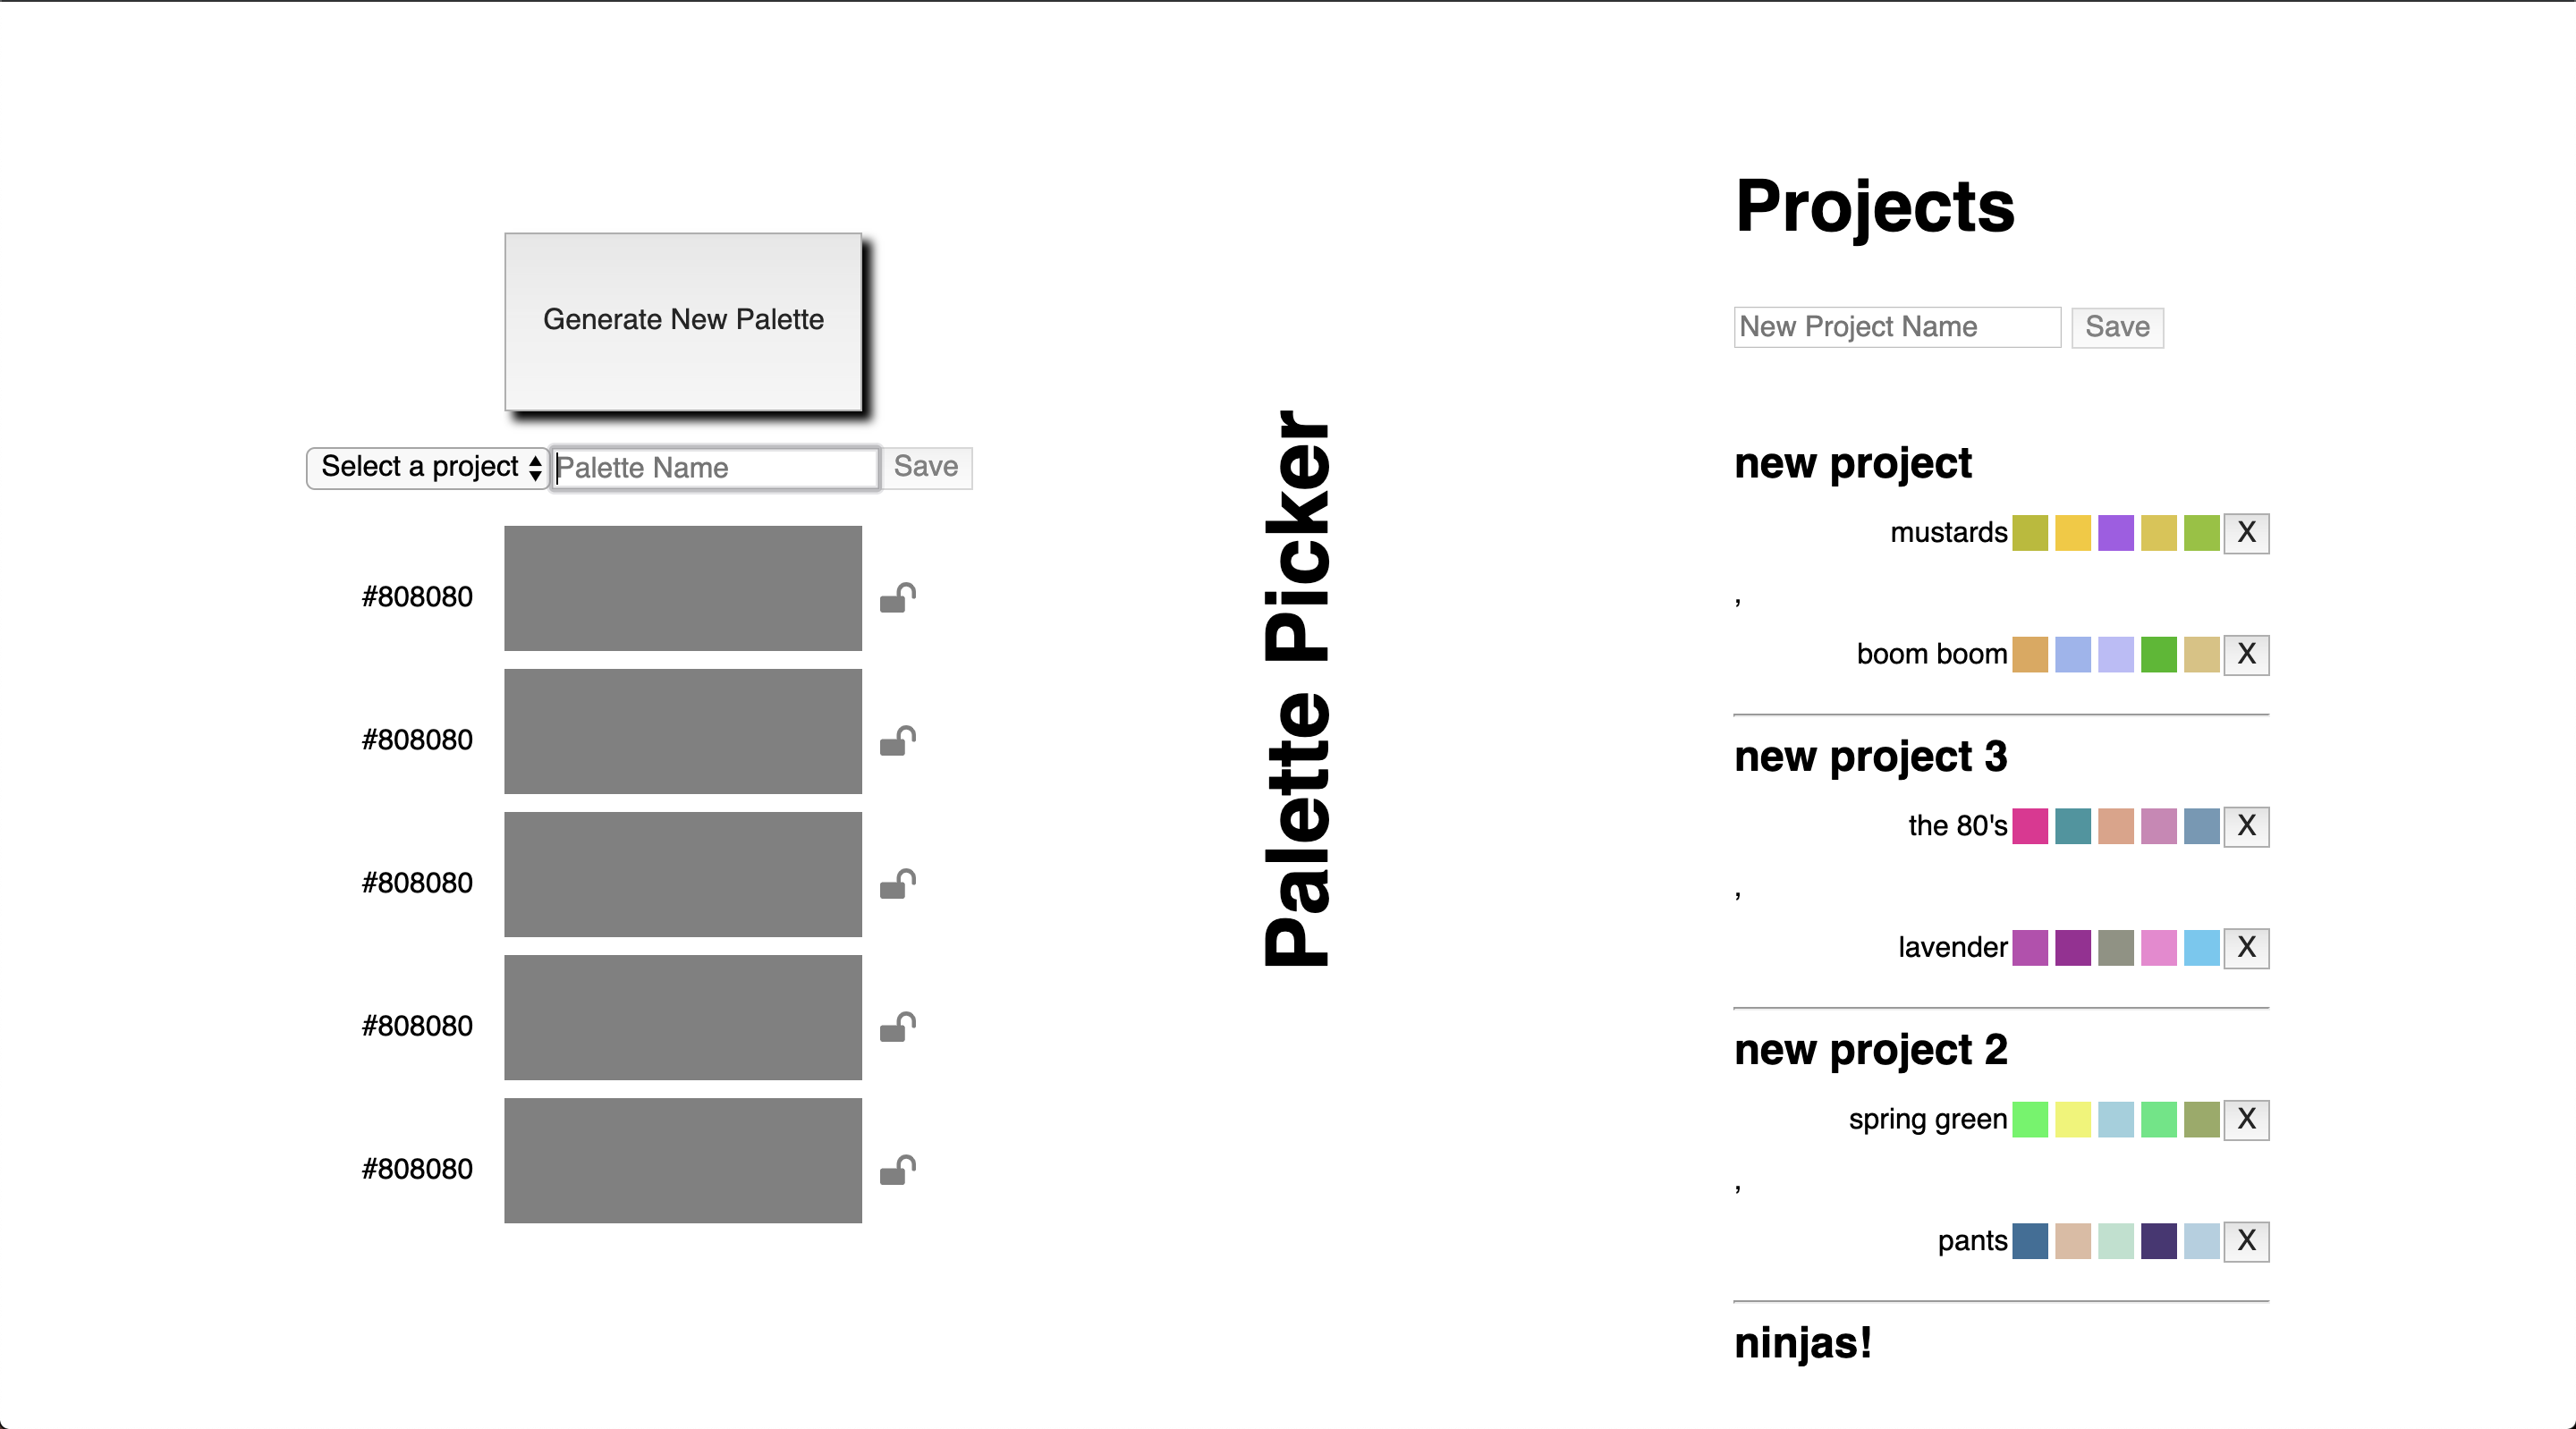 Generate New Palette
Select a project Palette Name Save
#808080
#808080
#808080
#808080
#808080
Palette Picker
Projects
New Project Name Save
new project
mustards X
,
boom boom X
new project 3
the 80's X
,
lavender X
new project 2
spring green X
,
pants X
ninjas!